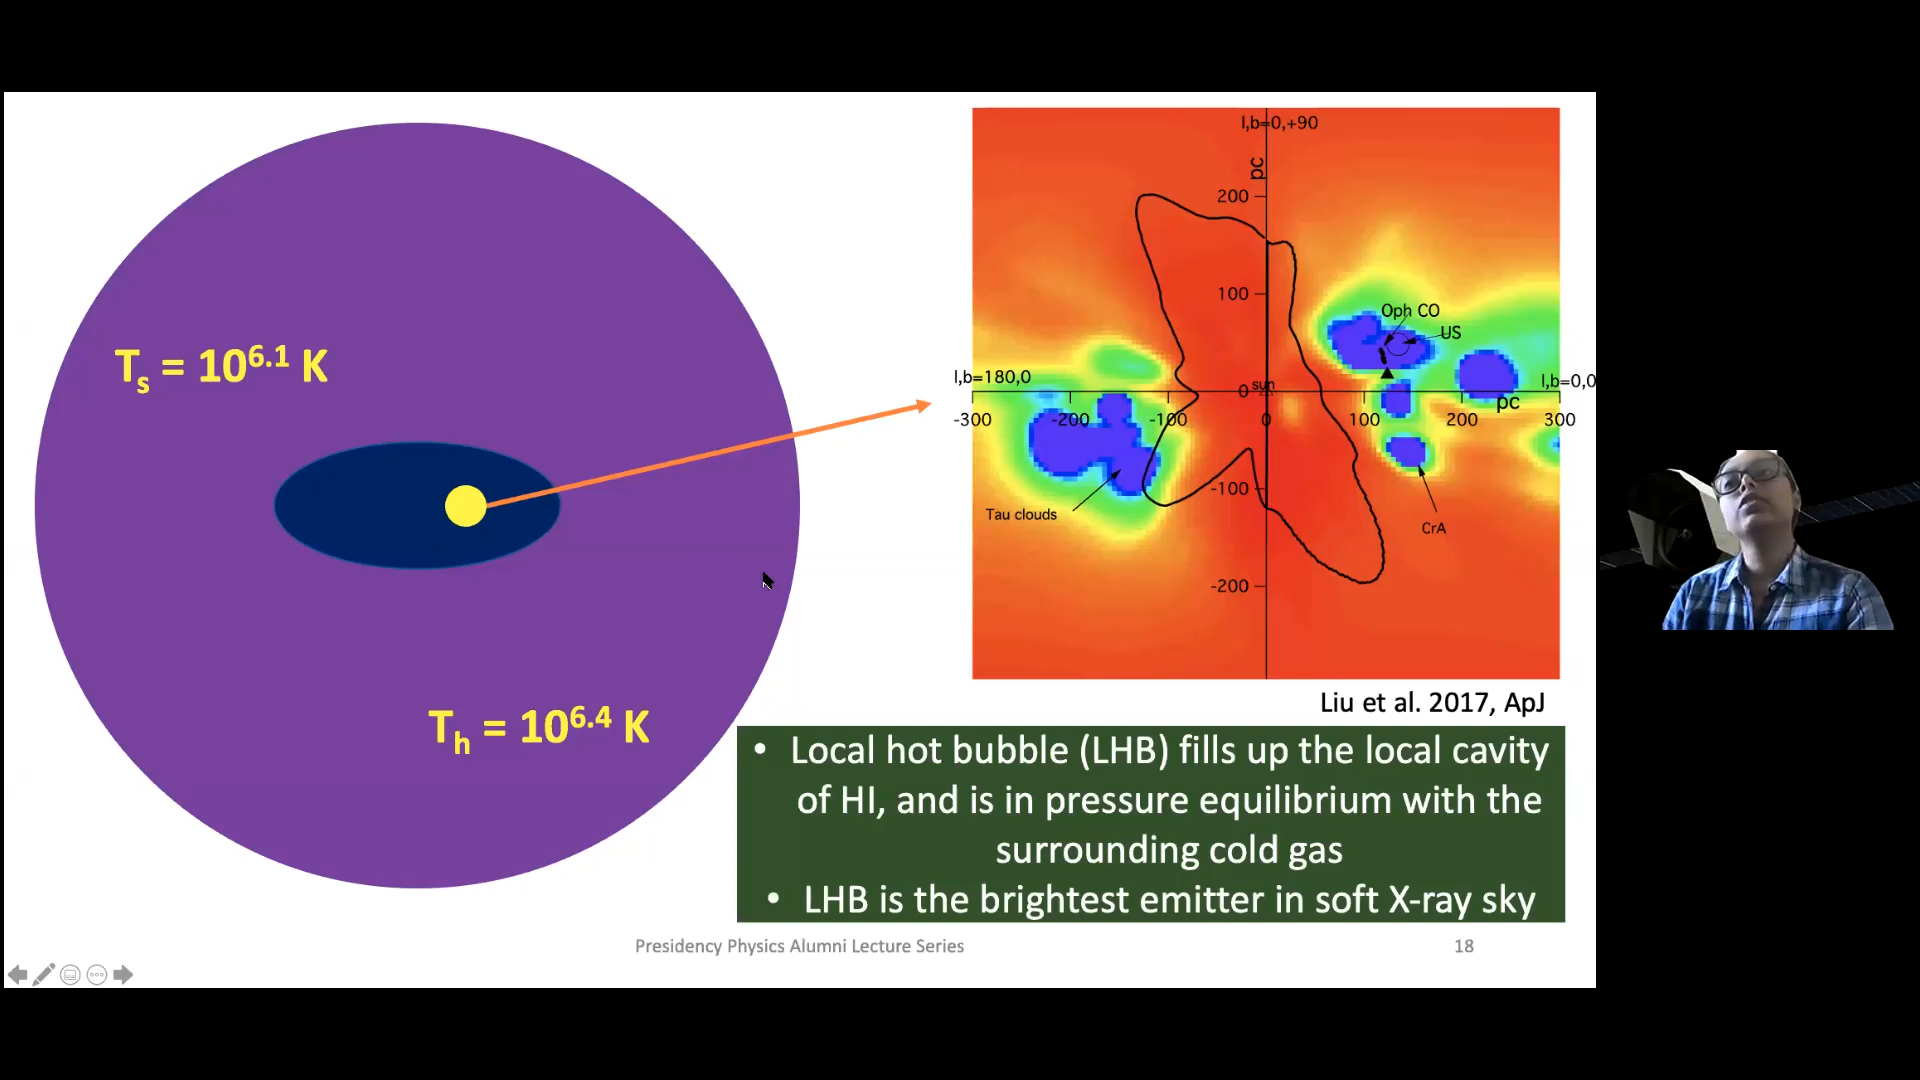 T_s = 10^6.1 K
T_h = 10^6.4 K
l,b=0,+90
pc
200
100
Oph CO
US
l,b=180,0
0
sun
l,b=0,0
pc
-300
-200
-100
0
100
200
300
-100
Tau clouds
CrA
-200
Liu et al. 2017, ApJ
• Local hot bubble (LHB) fills up the local cavity
of HI, and is in pressure equilibrium with the
surrounding cold gas
• LHB is the brightest emitter in soft X-ray sky
Presidency Physics Alumni Lecture Series
18